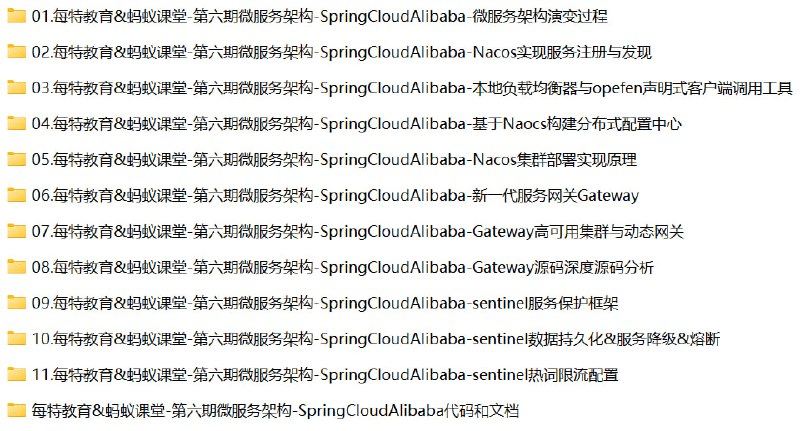 01.每特教育&蚂蚁课堂-第六期微服务架构-SpringCloudAlibaba-微服务架构演变过程
02.每特教育&蚂蚁课堂-第六期微服务架构-SpringCloudAlibaba-Nacos实现服务注册与发现
03.每特教育&蚂蚁课堂-第六期微服务架构-SpringCloudAlibaba-本地负载均衡器与opefen声明式客户端调用工具
04.每特教育&蚂蚁课堂-第六期微服务架构-SpringCloudAlibaba-基于Naocs构建分布式配置中心
05.每特教育&蚂蚁课堂-第六期微服务架构-SpringCloudAlibaba-Nacos集群部署实现原理
06.每特教育&蚂蚁课堂-第六期微服务架构-SpringCloudAlibaba-新一代服务网关Gateway
07.每特教育&蚂蚁课堂-第六期微服务架构-SpringCloudAlibaba-Gateway高可用集群与动态网关
08.每特教育&蚂蚁课堂-第六期微服务架构-SpringCloudAlibaba-Gateway源码深度源码分析
09.每特教育&蚂蚁课堂-第六期微服务架构-SpringCloudAlibaba-sentinel服务保护框架
10.每特教育&蚂蚁课堂-第六期微服务架构-SpringCloudAlibaba-sentinel数据持久化&服务降级&熔断
11.每特教育&蚂蚁课堂-第六期微服务架构-SpringCloudAlibaba-sentinel热词限流配置
每特教育&蚂蚁课堂-第六期微服务架构-SpringCloudAlibaba代码和文档